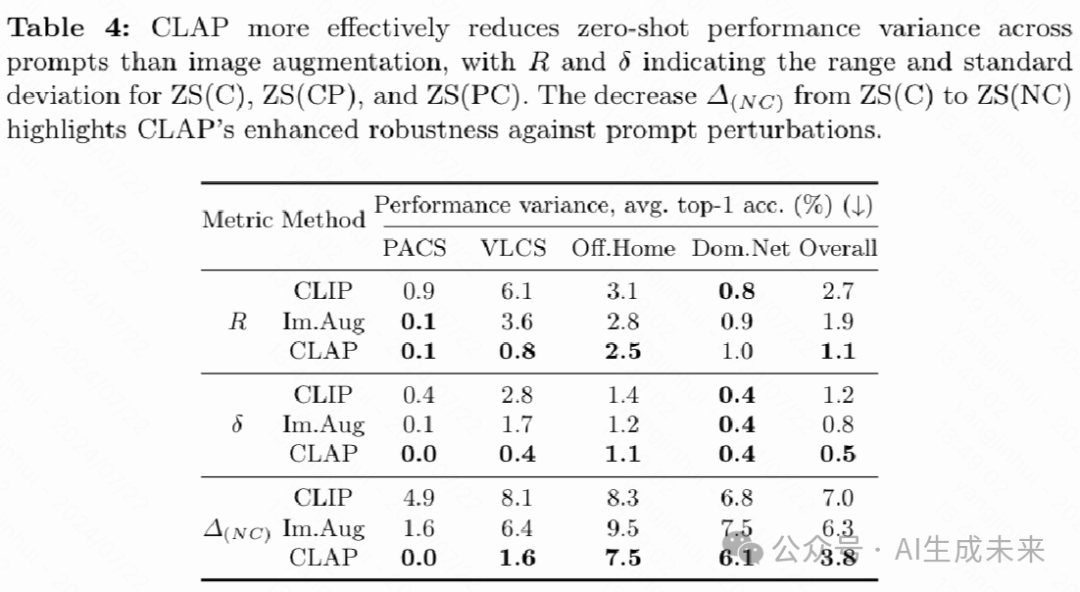 Table 4: CLAP more effectively reduces zero-shot performance variance across
prompts than image augmentation, with R and δ indicating the range and standard
deviation for ZS(C), ZS(CP), and ZS(PC). The decrease Δ(NC) from ZS(C) to ZS(NC)
highlights CLAP's enhanced robustness against prompt perturbations.
Metric Method Performance variance, avg. top-1 acc. (%) (↓)
PACS VLCS Off.Home Dom.Net Overall
CLIP 0.9 6.1 3.1 0.8 2.7
R Im.Aug 0.1 3.6 2.8 0.9 1.9
CLAP 0.1 0.8 2.5 1.0 1.1
CLIP 0.4 2.8 1.4 0.4 1.2
δ Im.Aug 0.1 1.7 1.2 0.4 0.8
CLAP 0.0 0.4 1.1 0.4 0.5
CLIP 4.9 8.1 8.3 6.8 7.0
Δ(NC) Im.Aug 1.6 6.4 9.5 7.5 6.3
CLAP 0.0 1.6 7.5 6.1 3.8
公众号 · AI生成未来